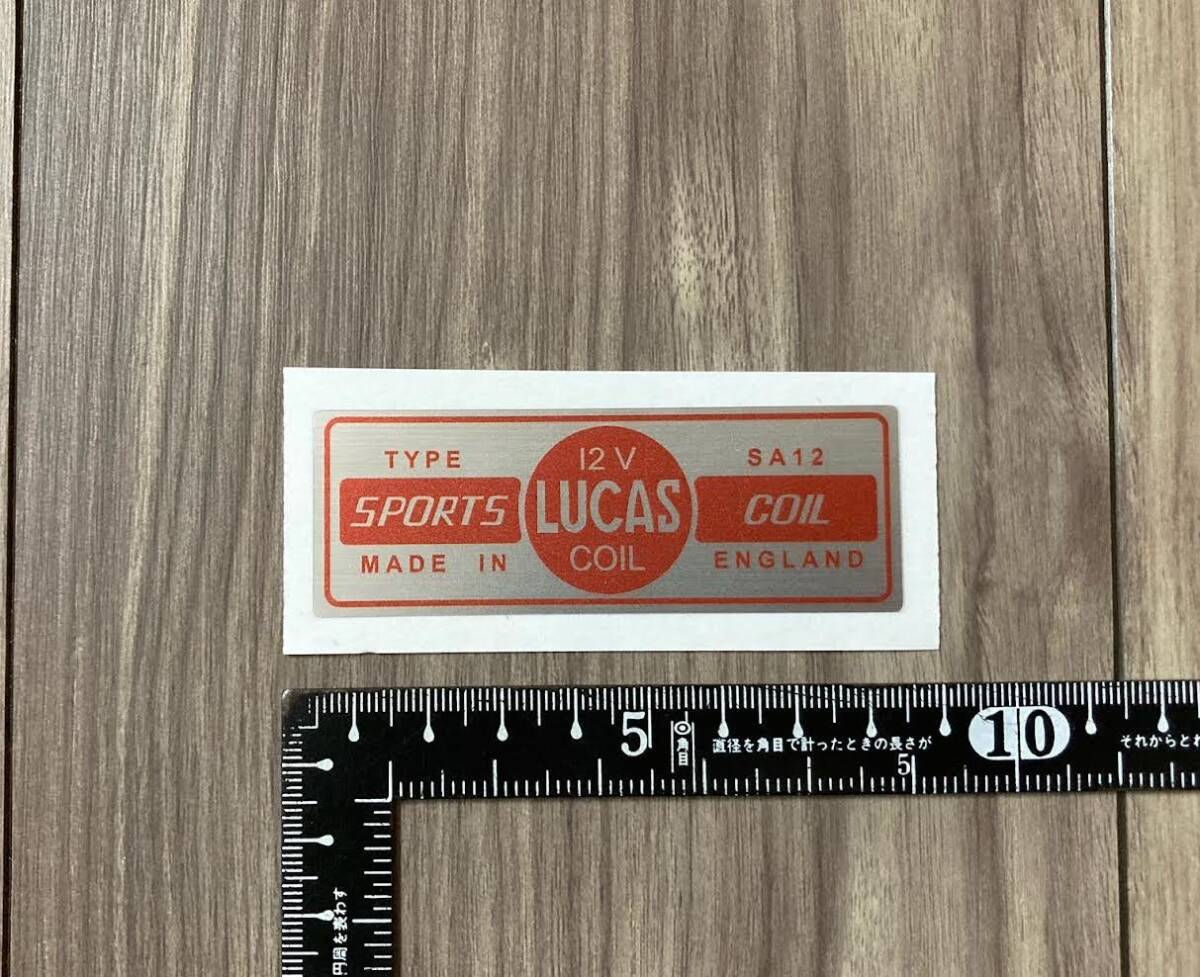 TYPE
12 V
SA12
SPORTS
LUCAS
COIL
MADE IN
COIL
ENGLAND
5
角目
直径を角目で計ったときの長さが
5
10
それからとれ
円周を表わす